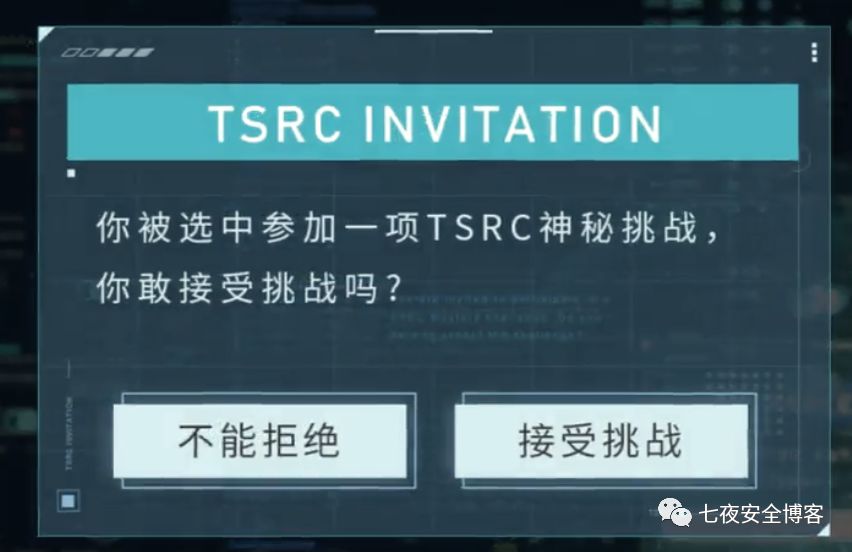 TSRC INVITATION
你被选中参加一项TSRC神秘挑战，
你敢接受挑战吗?
不能拒绝
接受挑战
TSRC INVITATION
七夜安全博客